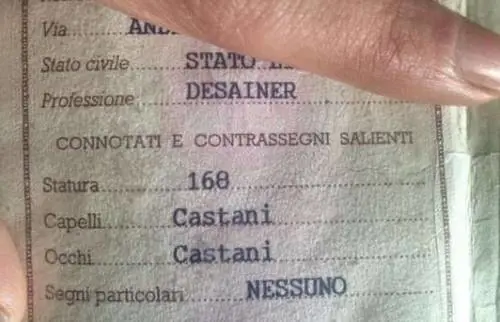 Via
Stato civile STATO
Professione DESAINER
CONNOTATI E CONTRASSEGNI SALIENTI
Statura 168
Capelli Castani
Occhi Castani
Segni particolari NESSUNO